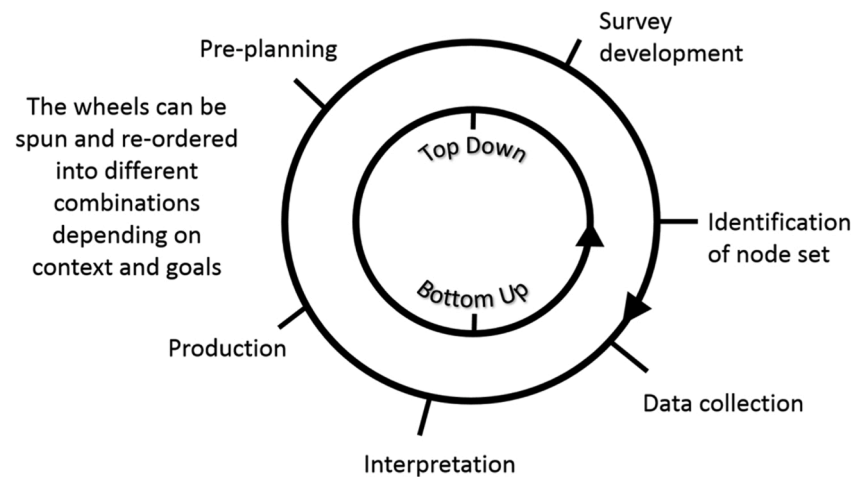 Pre-planning
Survey
development
The wheels can be
spun and re-ordered
into different
combinations
depending on
context and goals
Top Down
Identification
of node set
Bottom Up
Production
Data collection
Interpretation